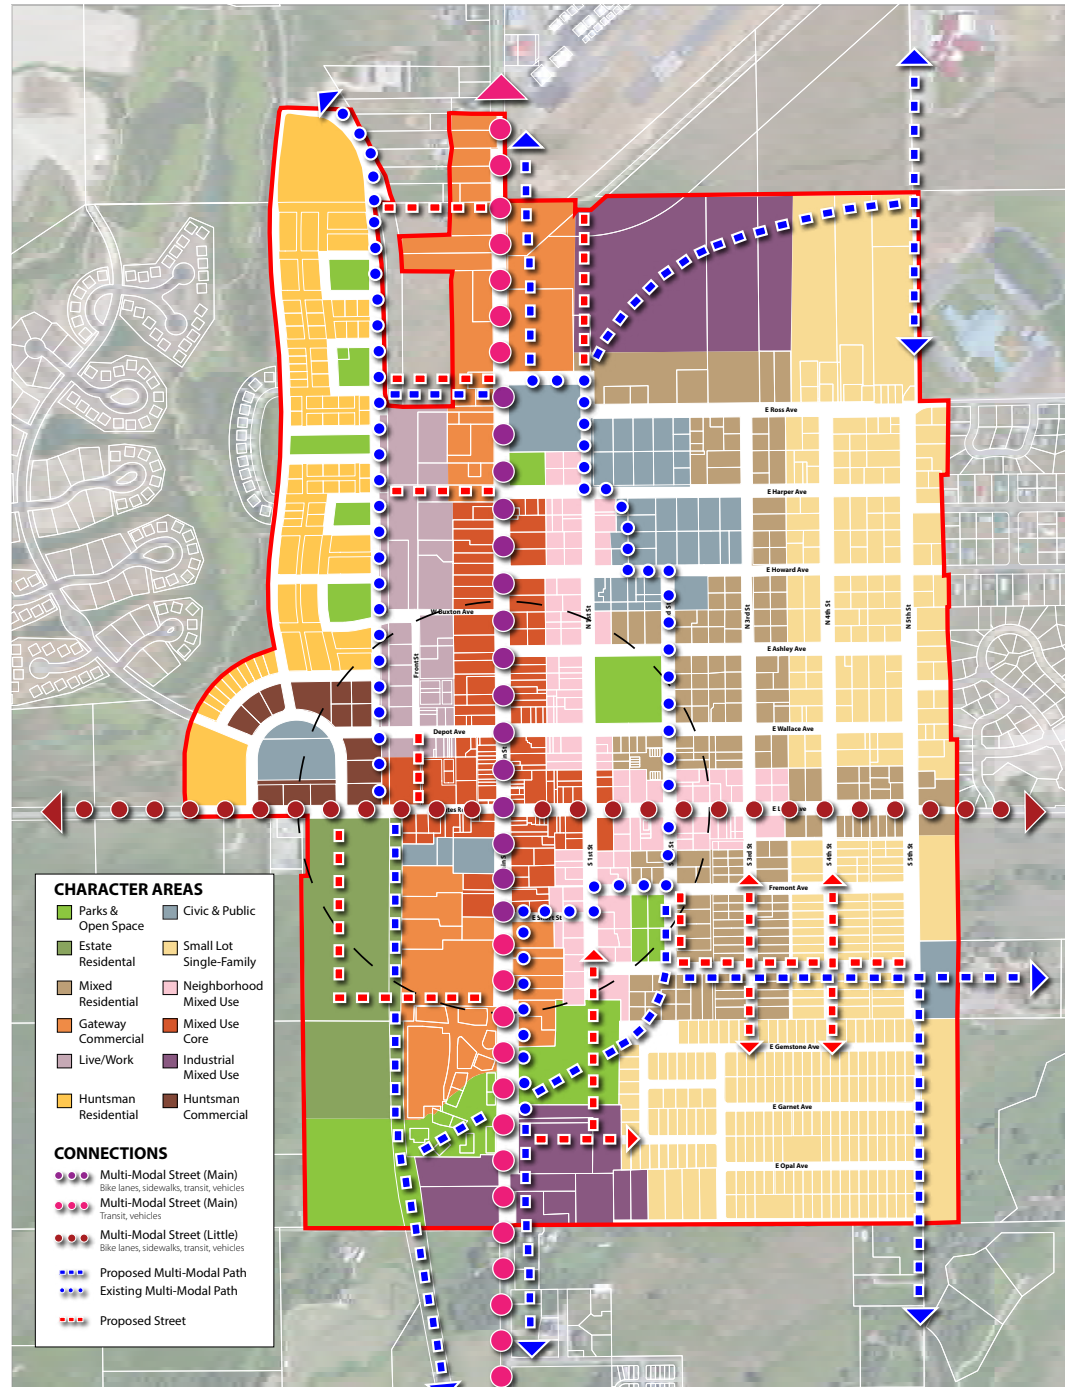 E Ross Ave
E Harper Ave
E Howard Ave
W Buxton Ave
N 1st St
d St
N 3rd St
N 4th St
N 5th St
Front St
E Ashley Ave
Depot Ave
E Wallace Ave
S 1st St
S 3rd St
S 4th St
S 5th St
Fremont Ave
E Gemstone Ave
E Garnet Ave
E Opal Ave
CHARACTER AREAS
Parks &
Open Space
Civic & Public
Estate
Residential
Small Lot
Single-Family
Mixed
Residential
Neighborhood
Mixed Use
Gateway
Commercial
Mixed Use
Core
Live/Work
Industrial
Mixed Use
Huntsman
Residential
Huntsman
Commercial
CONNECTIONS
Multi-Modal Street (Main)
Bike lanes, sidewalks, transit, vehicles
Multi-Modal Street (Main)
Transit, vehicles
Multi-Modal Street (Little)
Bike lanes, sidewalks, transit, vehicles
Proposed Multi-Modal Path
Existing Multi-Modal Path
Proposed Street